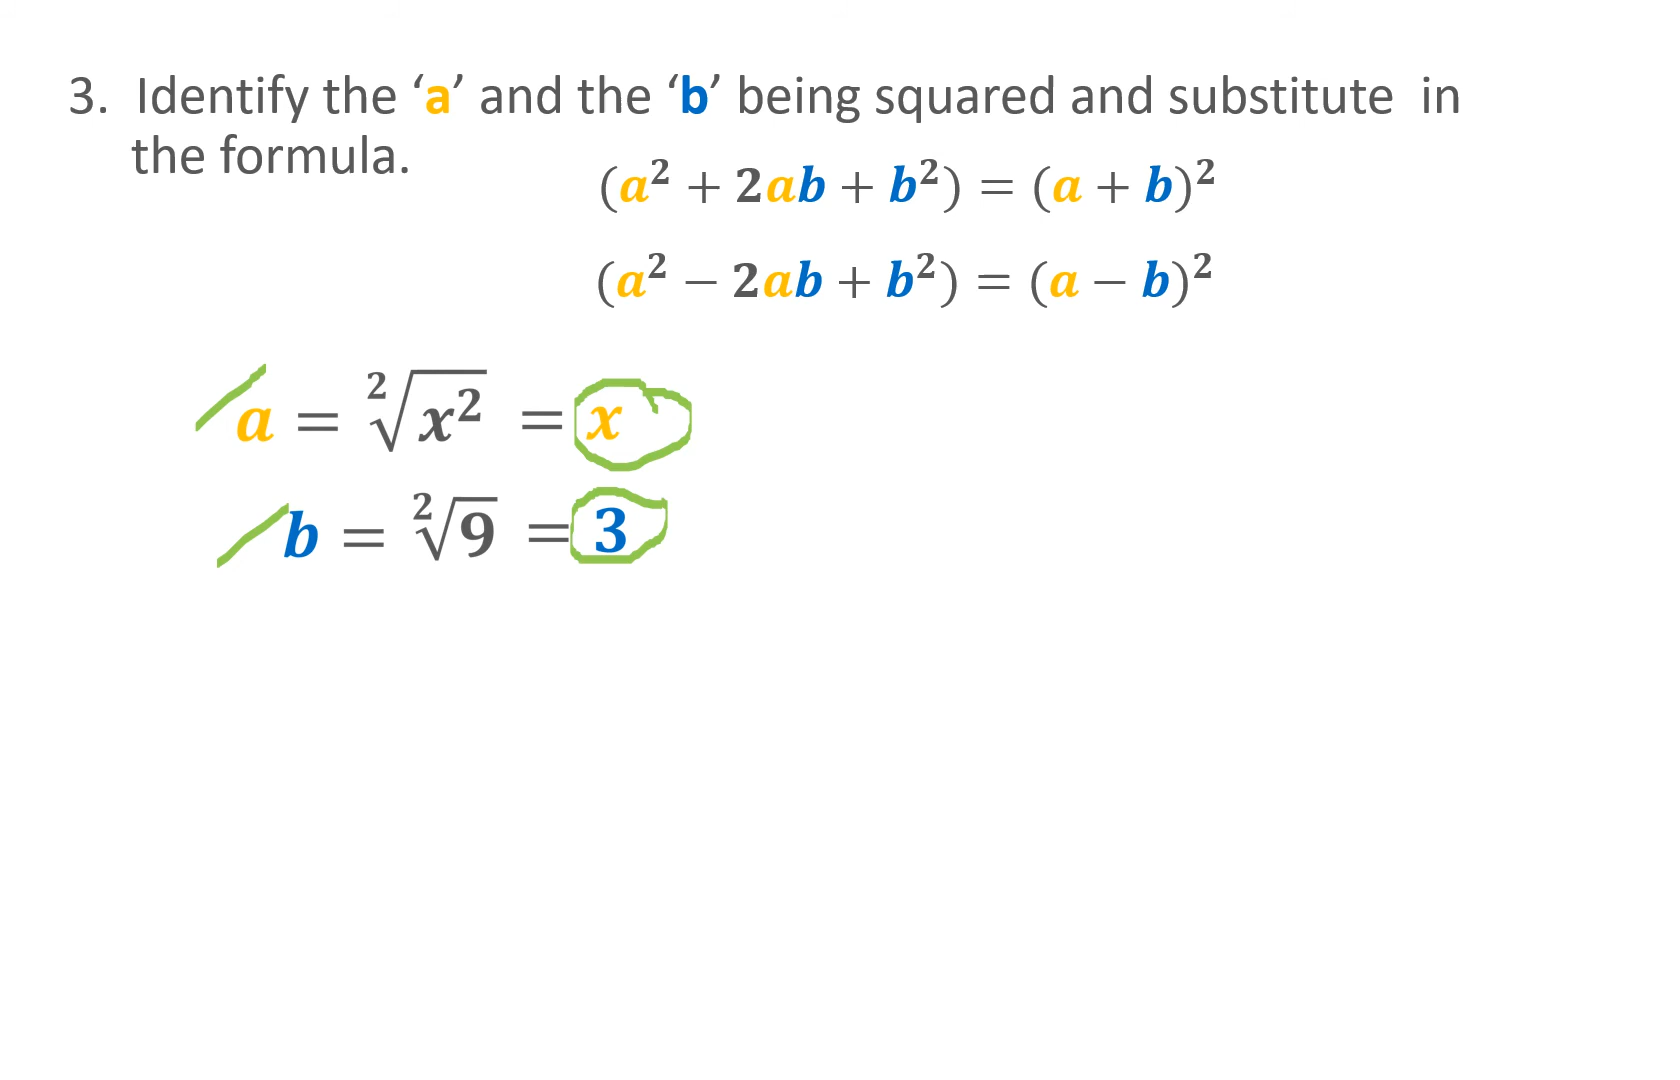 3. Identify the ‘a’ and the ‘b’ being squared and substitute in
the formula.
(a² + 2ab + b²) = (a + b)²
(a² − 2ab + b²) = (a − b)²
a = ²√x² = x
b = ²√9 = 3